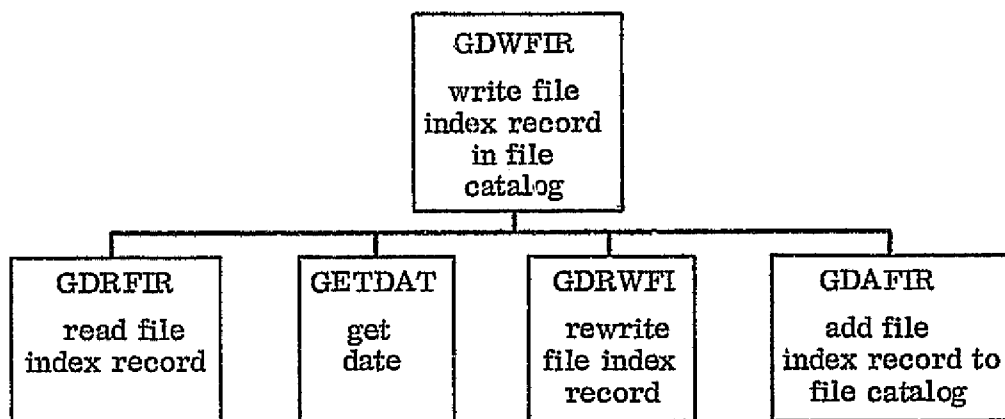 GDWFIR
write file
index record
in file
catalog
GDRFIR
read file
index record
GETDAT
get
date
GDRWFI
rewrite
file index
record
GDAFIR
add file
index record to
file catalog